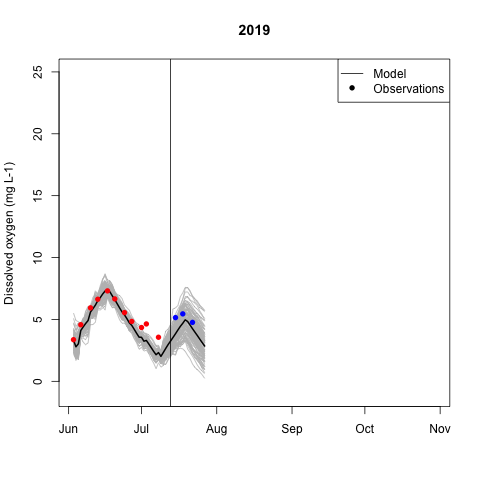 2019
Model
Observations
Dissolved oxygen (mg L-1)
25
20
15
10
5
0
Jun Jul Aug Sep Oct Nov